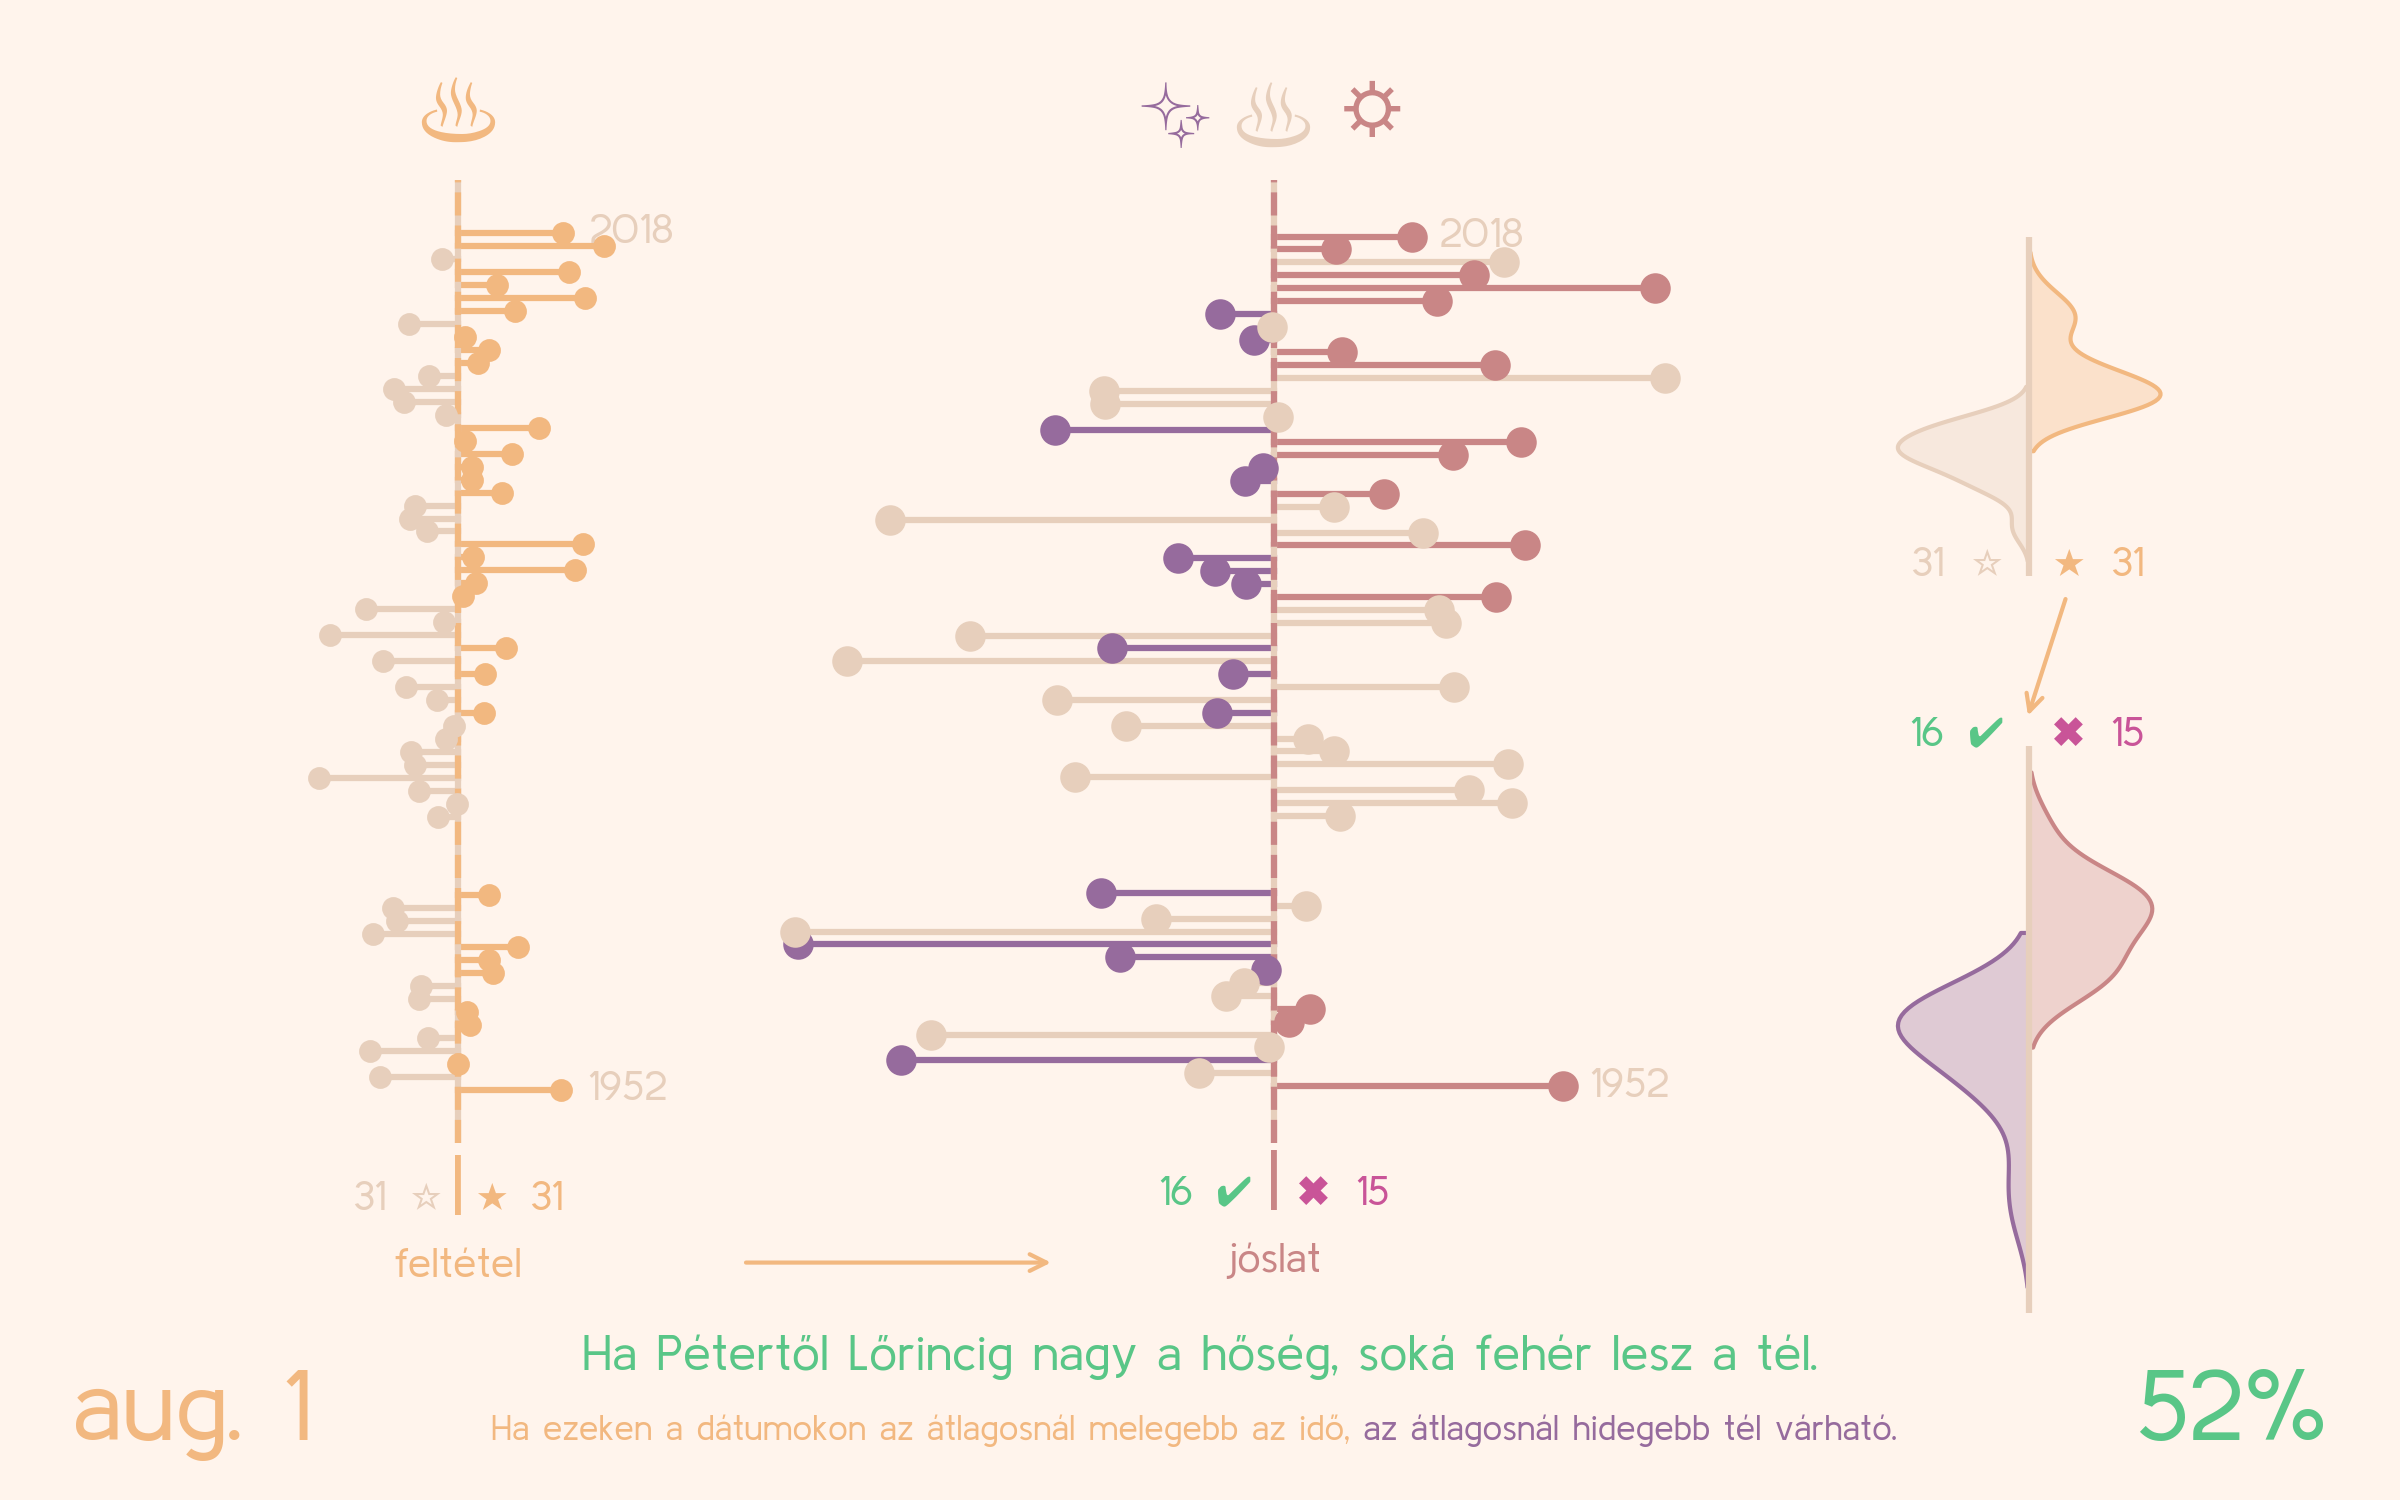 2018
2018
31 ☆ ★ 31
16 ✔ ✖ 15
1952
1952
31 ☆ ★ 31
16 ✔ ✖ 15
feltétel
jóslat
Ha Pétertől Lőrincig nagy a hőség, soká fehér lesz a tél.
aug. 1
52%
Ha ezeken a dátumokon az átlagosnál melegebb az idő, az átlagosnál hidegebb tél várható.